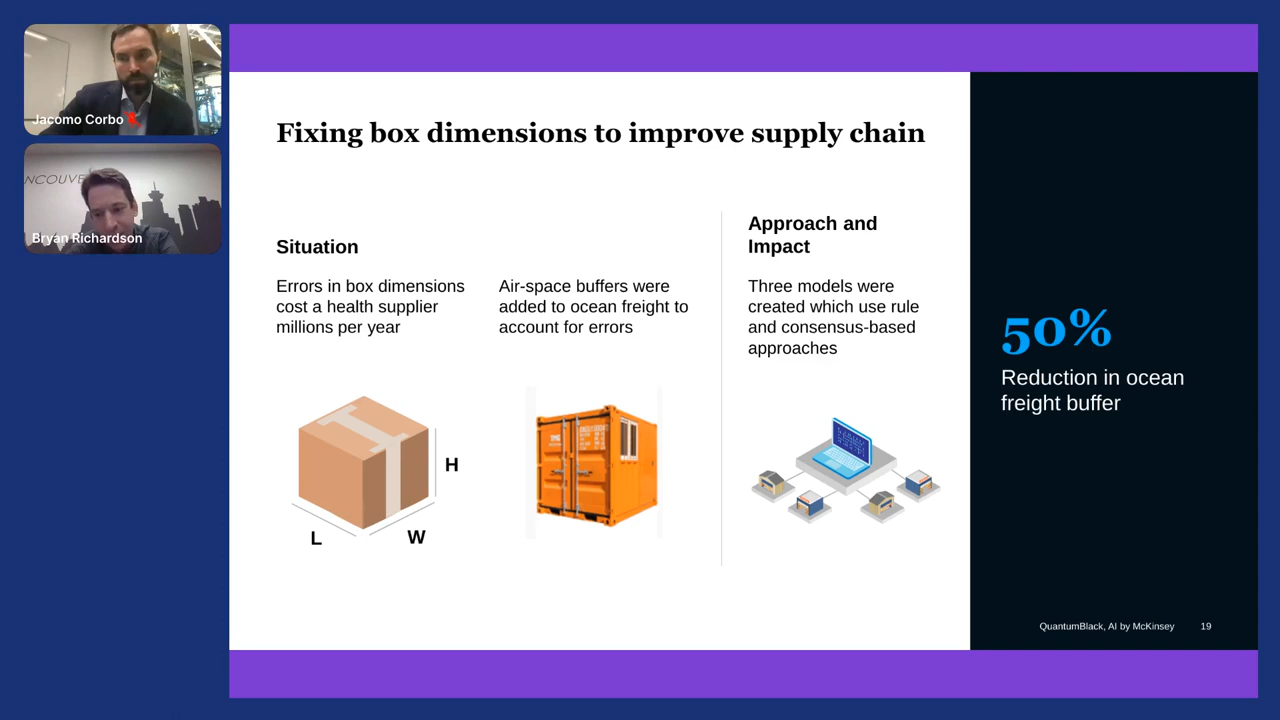 Jacomo Corbo
NCOUVE
Bryan Richardson
Fixing box dimensions to improve supply chain
Situation
Errors in box dimensions
cost a health supplier
millions per year
Air-space buffers were
added to ocean freight to
account for errors
H
L
W
Approach and
Impact
Three models were
created which use rule
and consensus-based
approaches
50%
Reduction in ocean
freight buffer
QuantumBlack, AI by McKinsey 19